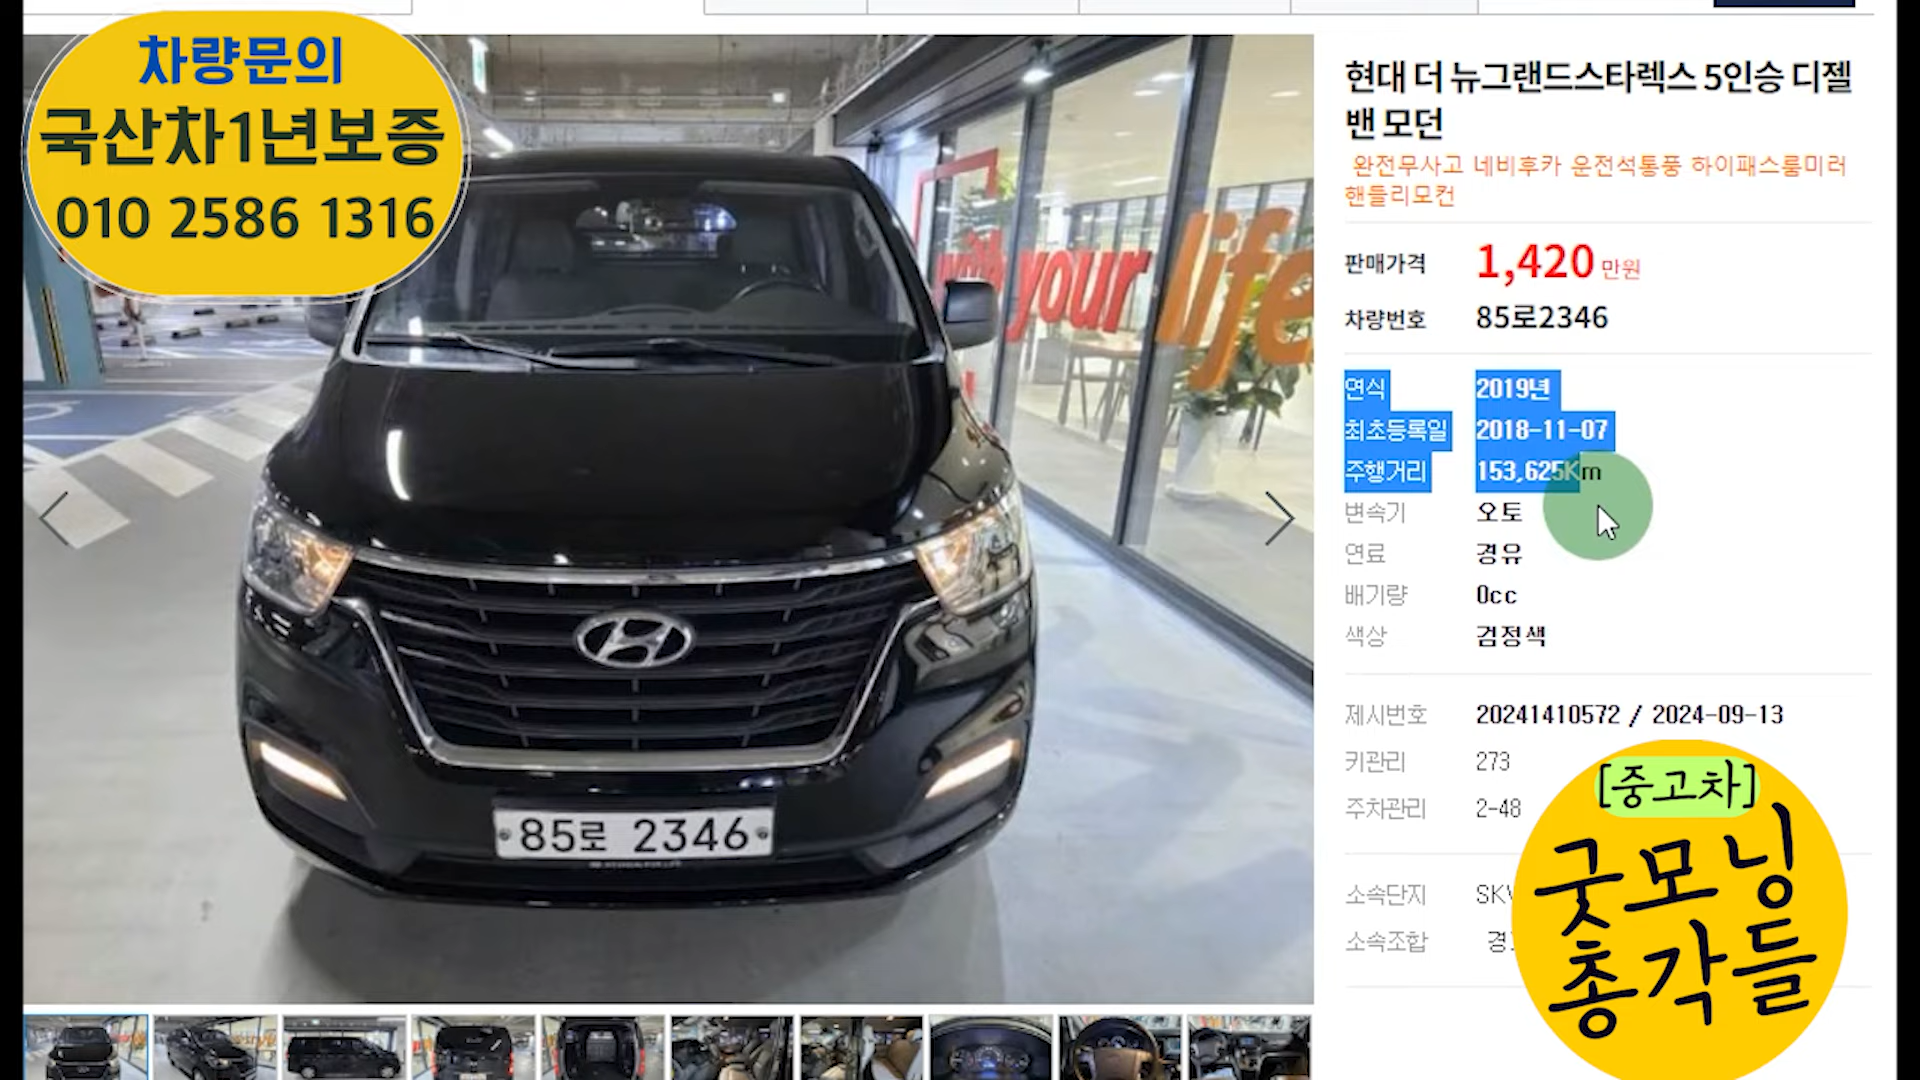 차량문의
국산차1년보증
010 2586 1316
with your life
85로 2346
현대 더 뉴그랜드스타렉스 5인승 디젤
밴 모던
완전무사고 네비후카 운전석통풍 하이패스룸미러
핸들리모컨
판매가격 1,420 만원
차량번호 85로2346
연식 2019년
최초등록일 2018-11-07
주행거리 153,625Km
변속기 오토
연료 경유
배기량 0cc
색상 검정색
제시번호 20241410572 / 2024-09-13
키관리 273
주차관리 2-48
소속단지
소속조합
[중고차]
굿모닝
총각들